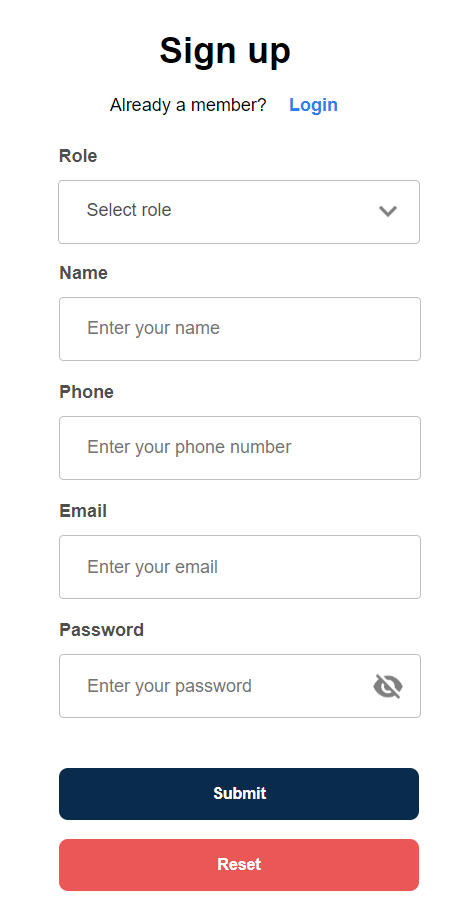 Sign up
Already a member? Login
Role
Select role
Name
Enter your name
Phone
Enter your phone number
Email
Enter your email
Password
Enter your password
Submit
Reset